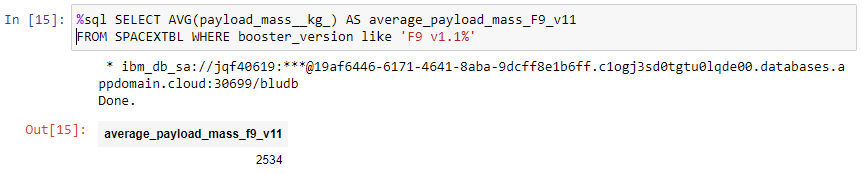 In [15]: %sql SELECT AVG(payload_mass__kg_) AS average_payload_mass_F9_v11
FROM SPACEXTBL WHERE booster_version like 'F9 v1.1%'
* ibm_db_sa://jqf40619:***@19af6446-6171-4641-8aba-9dcff8e1b6ff.c1ogj3sd0tgtu0lqde00.databases.a
ppdomain.cloud:30699/bludb
Done.
Out[15]: average_payload_mass_f9_v11
2534